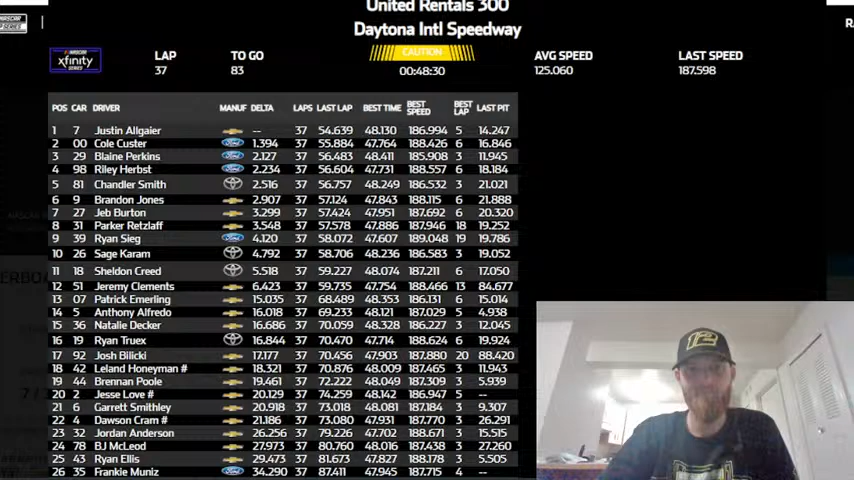 United Rentals 300
Daytona Intl Speedway
NASCAR xfinity SERIES
LAP 37
TO GO 83
CAUTION 00:48:30
AVG SPEED 125.060
LAST SPEED 187.598
POS CAR DRIVER MANUF DELTA LAPS LAST LAP BEST TIME BEST SPEED BEST LAP LAST PIT
1 7 Justin Allgaier -- 37 54.639 48.130 186.994 5 14.247
2 00 Cole Custer 1.394 37 55.884 47.764 188.426 6 16.846
3 29 Blaine Perkins 2.127 37 56.483 48.411 185.908 3 11.945
4 98 Riley Herbst 2.234 37 56.604 47.731 188.557 6 18.184
5 81 Chandler Smith 2.516 37 56.757 48.249 186.532 3 21.021
6 9 Brandon Jones 2.907 37 57.124 47.843 188.115 6 21.888
7 27 Jeb Burton 3.299 37 57.424 47.951 187.692 6 20.320
8 31 Parker Retzlaff 3.548 37 57.578 47.886 187.946 18 19.252
9 39 Ryan Sieg 4.120 37 58.072 47.607 189.048 19 19.786
10 26 Sage Karam 4.792 37 58.706 48.236 186.583 3 19.052
11 18 Sheldon Creed 5.518 37 59.227 48.074 187.211 6 17.050
12 51 Jeremy Clements 6.423 37 59.735 47.754 188.466 13 84.677
13 07 Patrick Emerling 15.035 37 68.489 48.353 186.131 6 15.014
14 5 Anthony Alfredo 16.018 37 69.233 48.121 187.029 5 4.938
15 36 Natalie Decker 16.686 37 70.059 48.328 186.227 3 12.045
16 19 Ryan Truex 16.844 37 70.470 47.714 188.624 6 19.924
17 92 Josh Bilicki 17.177 37 70.456 47.903 187.880 20 88.420
18 42 Leland Honeyman # 18.321 37 70.876 48.009 187.465 3 11.943
19 44 Brennan Poole 19.461 37 72.222 48.049 187.309 3 5.939
20 2 Jesse Love # 20.129 37 74.259 48.142 186.947 5 --
21 6 Garrett Smithley 20.918 37 73.018 48.081 187.184 3 9.307
22 4 Dawson Cram # 21.186 37 73.080 47.931 187.770 3 26.291
23 32 Jordan Anderson 26.256 37 79.226 47.702 188.671 3 15.515
24 78 BJ McLeod 27.973 37 80.760 48.016 187.438 3 27.260
25 43 Ryan Ellis 29.473 37 81.673 47.827 188.178 3 5.505
26 35 Frankie Muniz 34.290 37 87.411 47.945 187.715 4 --
12